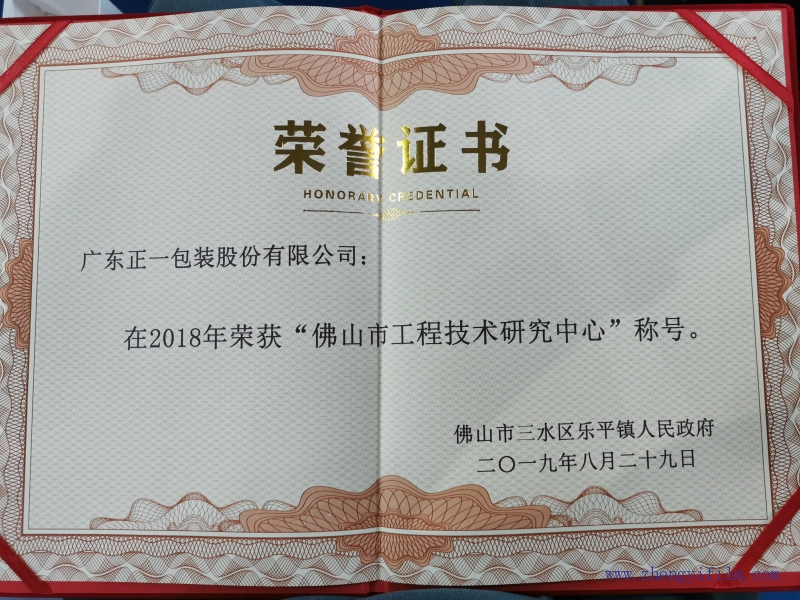 荣誉证书
HONORARY CREDENTIAL
广东正一包装股份有限公司：
在2018年荣获“佛山市工程技术研究中心”称号。
佛山市三水区乐平镇人民政府
二〇一九年八月二十九日